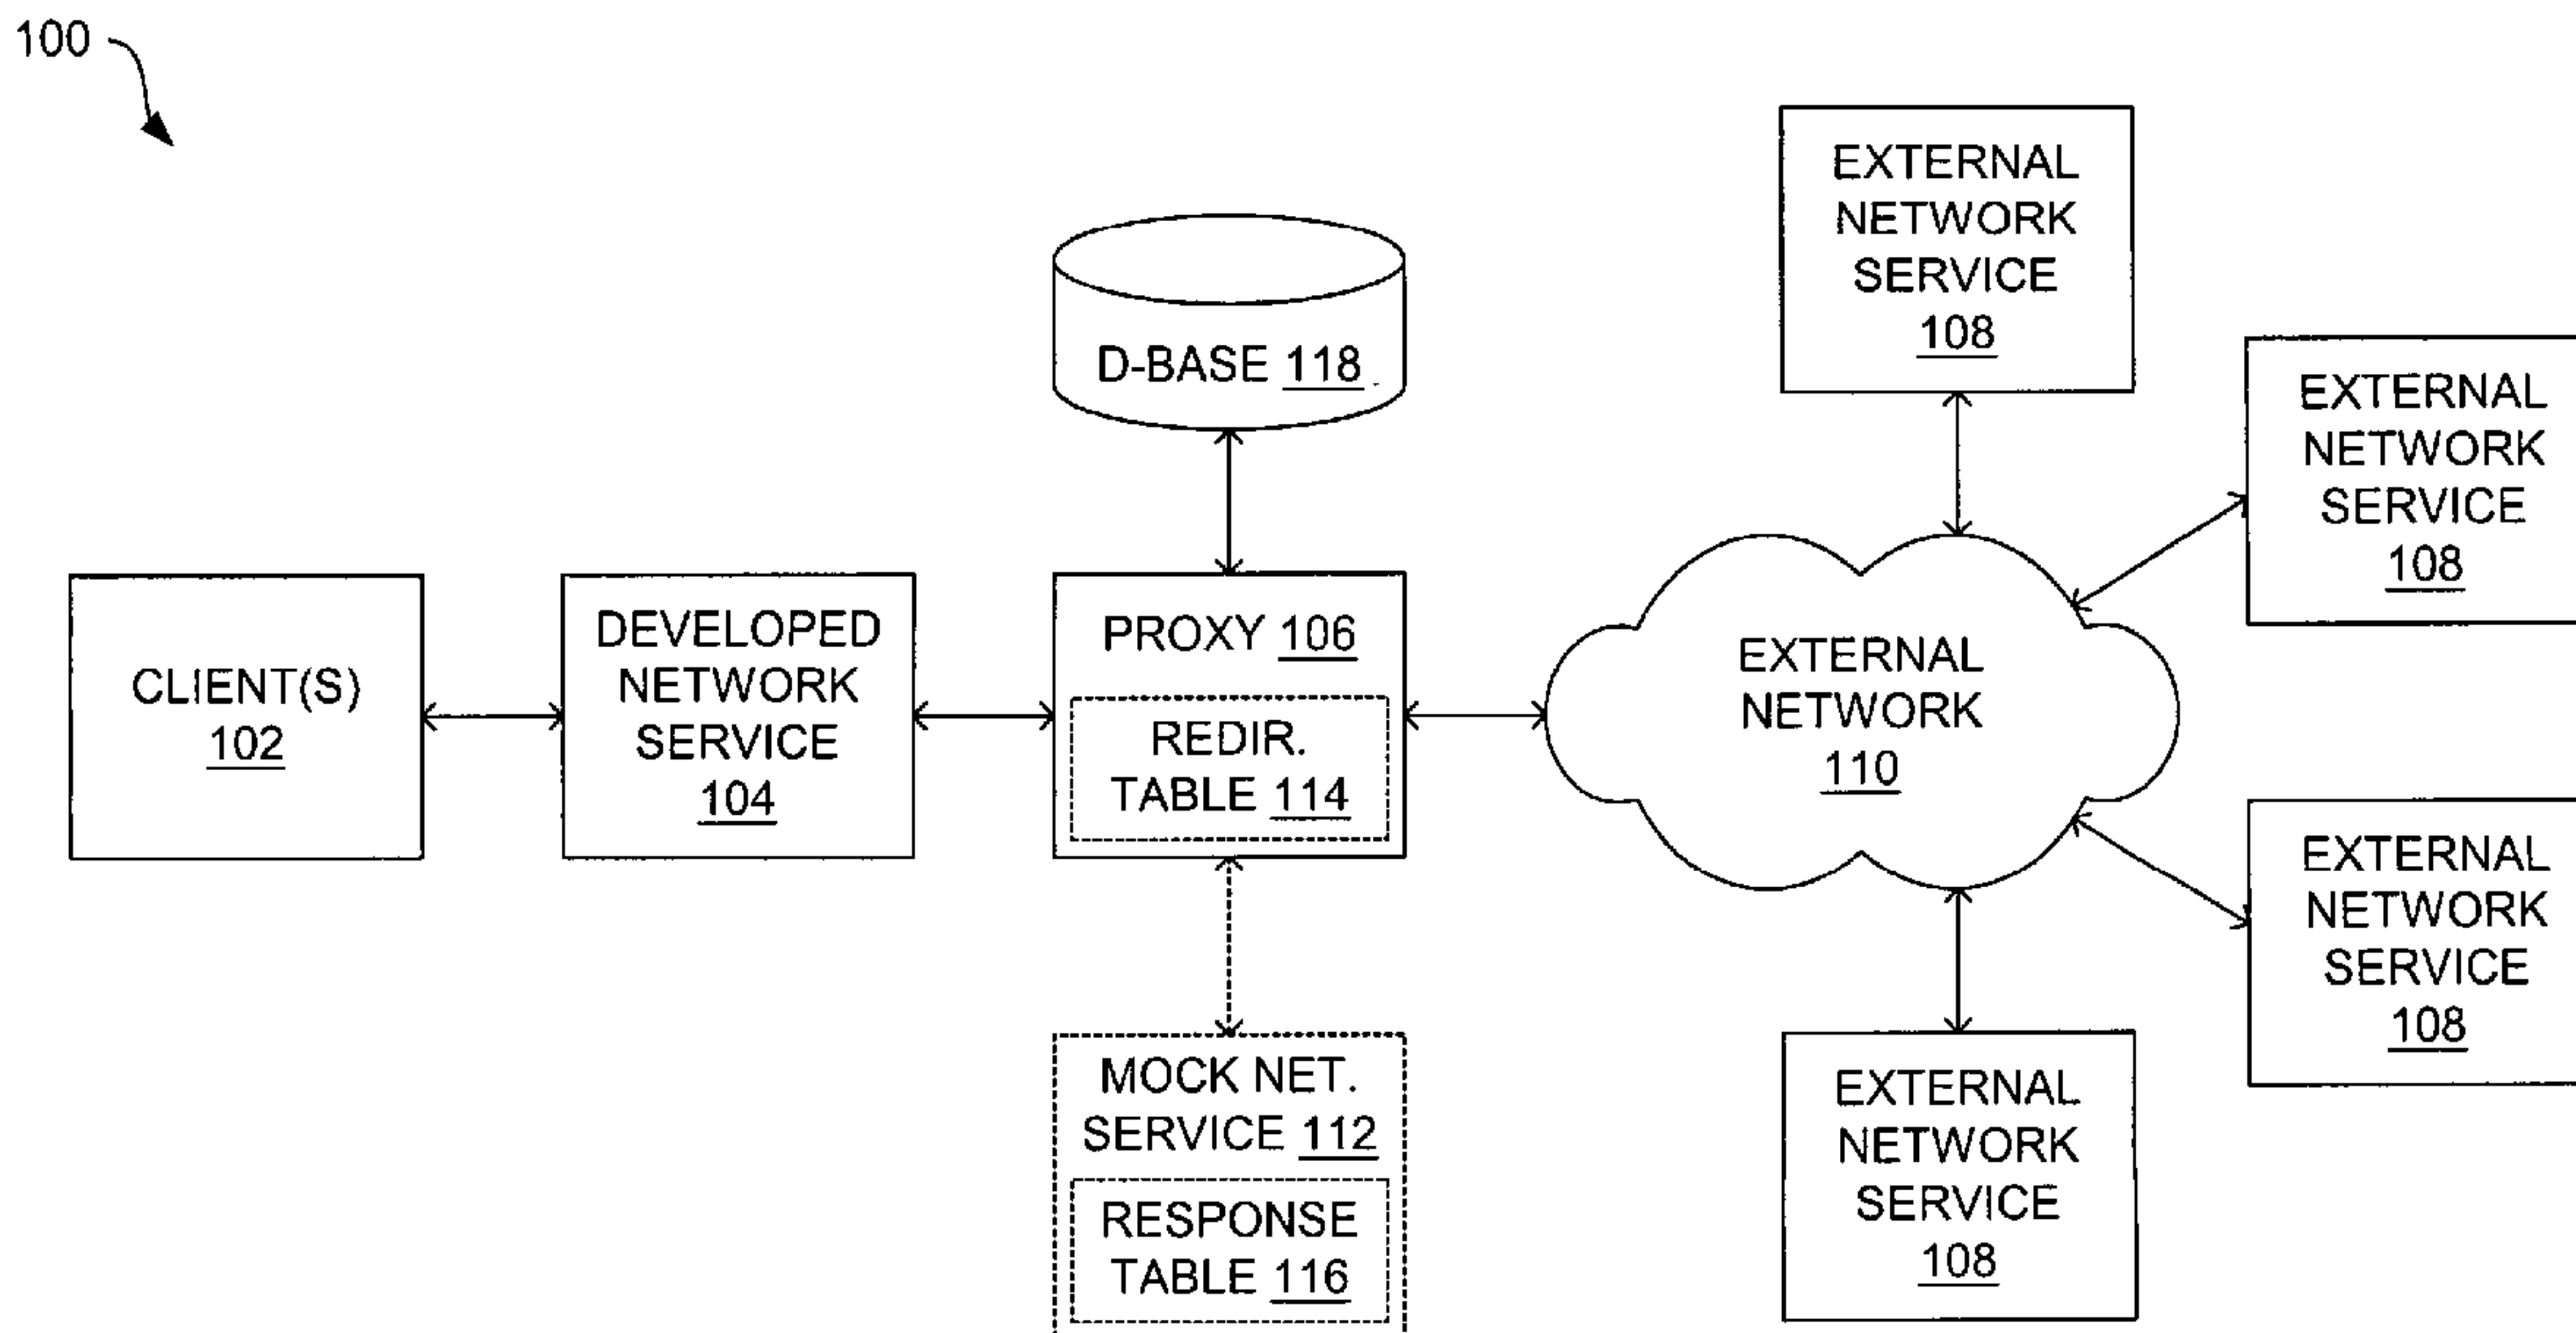 100
EXTERNAL
NETWORK
SERVICE
108
D-BASE 118
EXTERNAL
NETWORK
SERVICE
108
CLIENT(S)
102
DEVELOPED
NETWORK
SERVICE
104
PROXY 106
REDIR.
TABLE 114
EXTERNAL
NETWORK
110
EXTERNAL
NETWORK
SERVICE
108
MOCK NET.
SERVICE 112
RESPONSE
TABLE 116
EXTERNAL
NETWORK
SERVICE
108